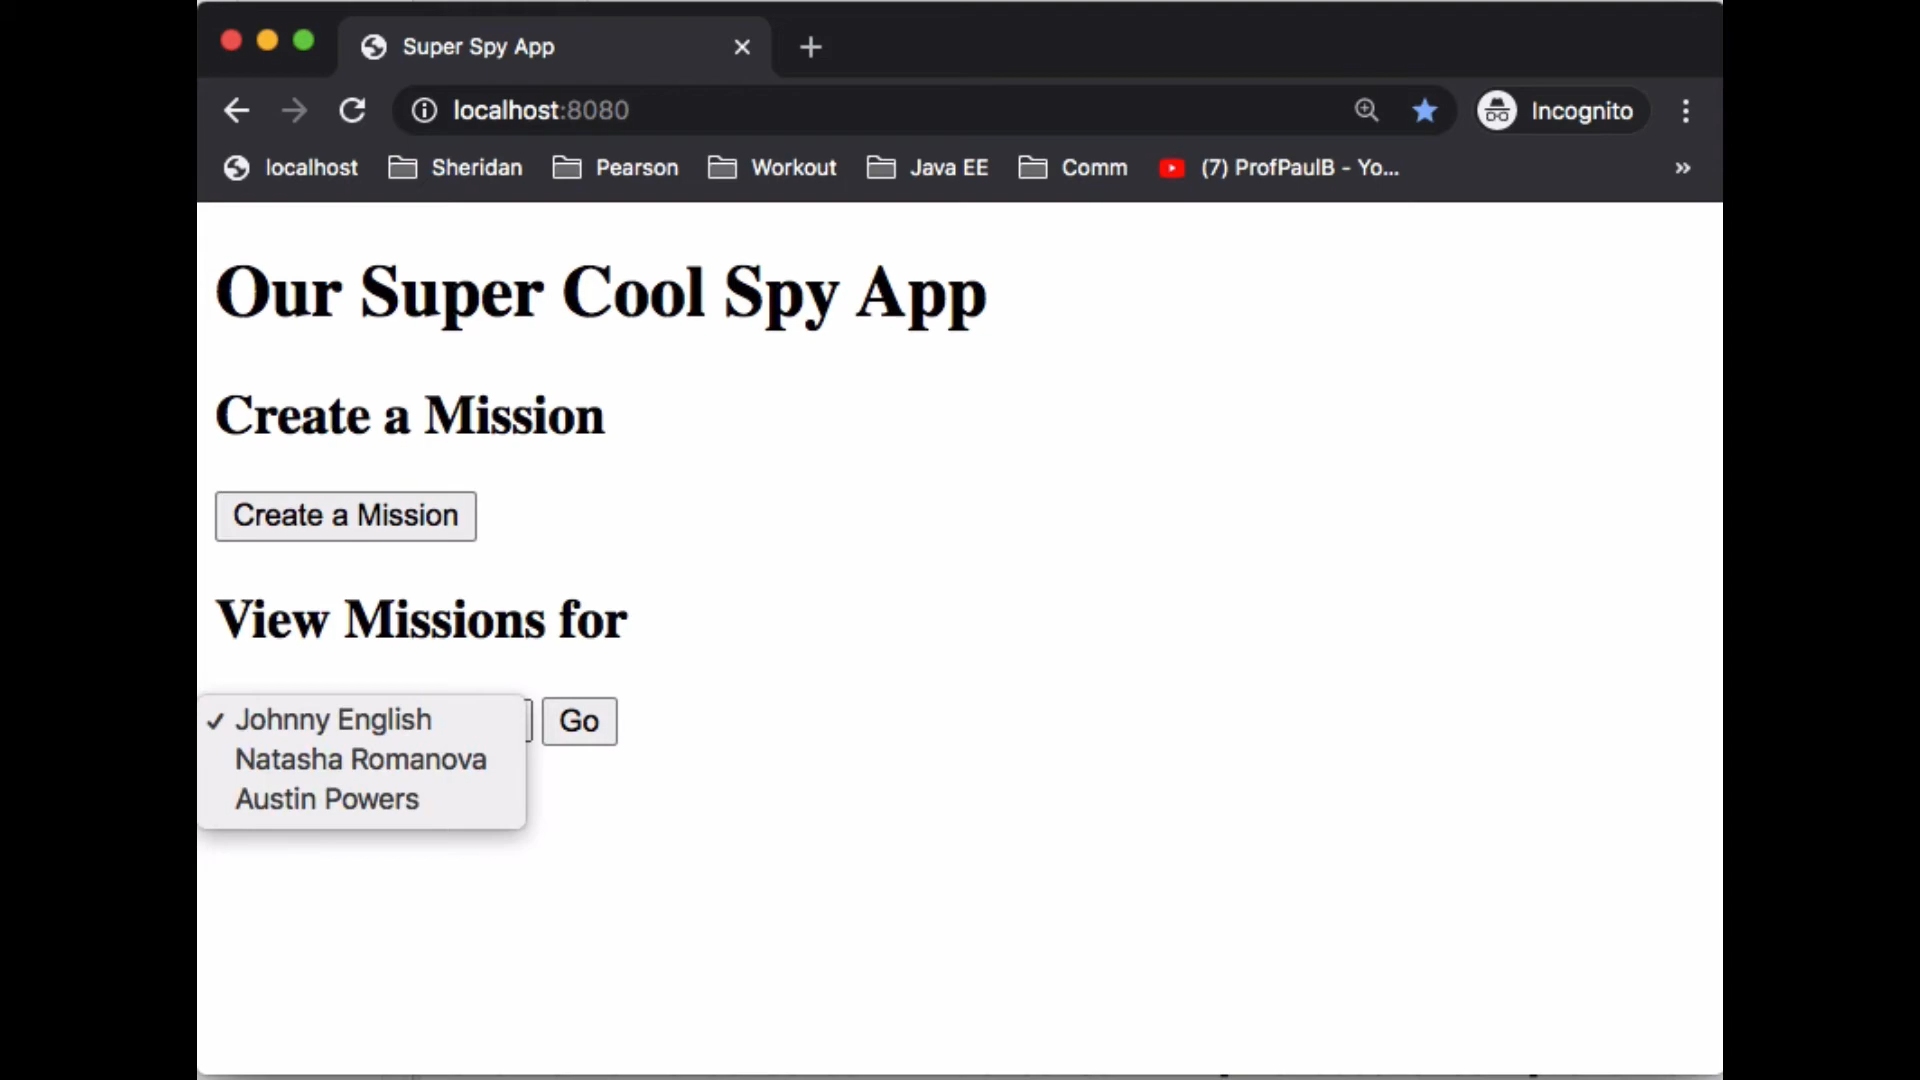 Super Spy App
localhost:8080
Incognito
localhost Sheridan Pearson Workout Java EE Comm (7) ProfPaulB - Yo...
Our Super Cool Spy App
Create a Mission
Create a Mission
View Missions for
✓ Johnny English
Go
Natasha Romanova
Austin Powers